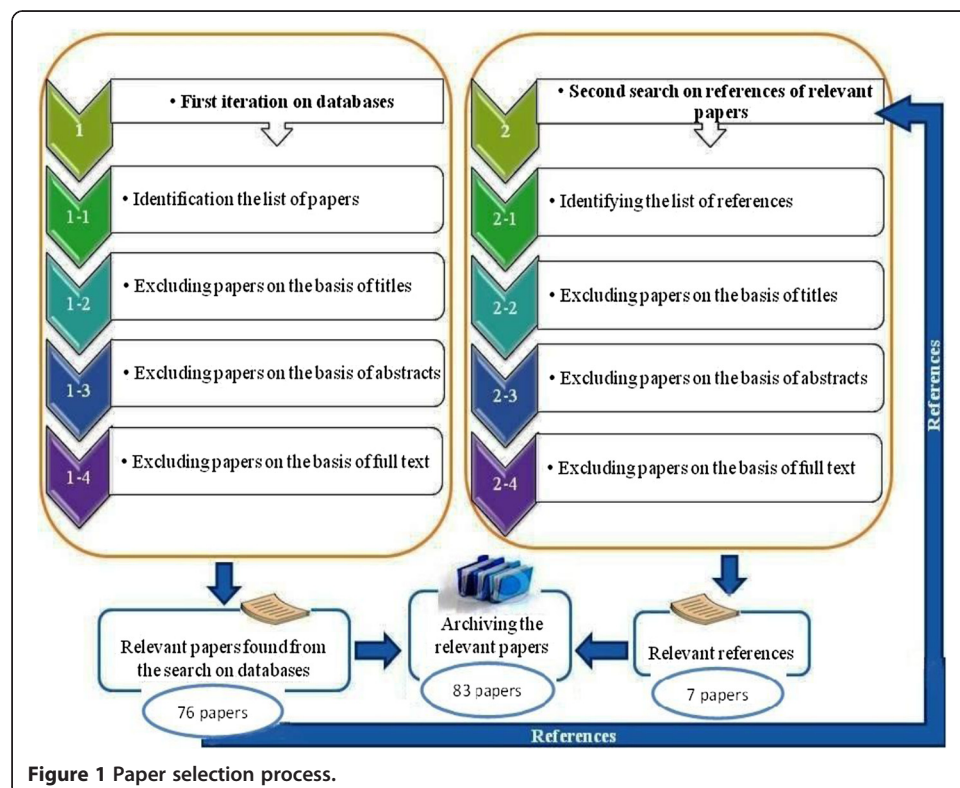 1
• First iteration on databases
1-1
• Identification the list of papers
1-2
• Excluding papers on the basis of titles
1-3
• Excluding papers on the basis of abstracts
1-4
• Excluding papers on the basis of full text
2
• Second search on references of relevant
papers
2-1
• Identifying the list of references
2-2
• Excluding papers on the basis of titles
2-3
• Excluding papers on the basis of abstracts
2-4
• Excluding papers on the basis of full text
References
Relevant papers found from
the search on databases
76 papers
Archiving the
relevant papers
83 papers
Relevant references
7 papers
References
Figure 1 Paper selection process.